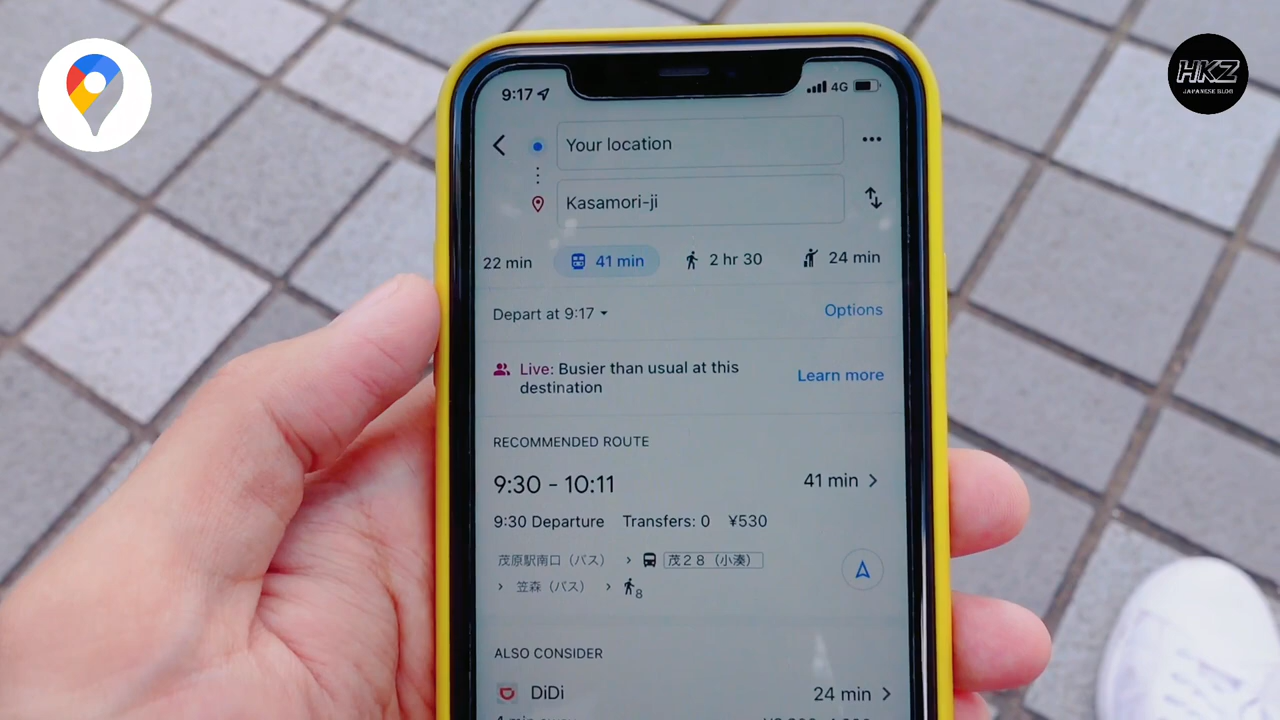 HKZ
JAPANESE BLOG
9:17 4G
Your location
Kasamori-ji
22 min 41 min 2 hr 30 24 min
Depart at 9:17 Options
Live: Busier than usual at this destination Learn more
RECOMMENDED ROUTE
9:30 - 10:11 41 min
9:30 Departure Transfers: 0 ¥530
茂原駅南口（バス） > 茂２８（小湊）
> 笠森（バス） > 8
ALSO CONSIDER
DiDi 24 min